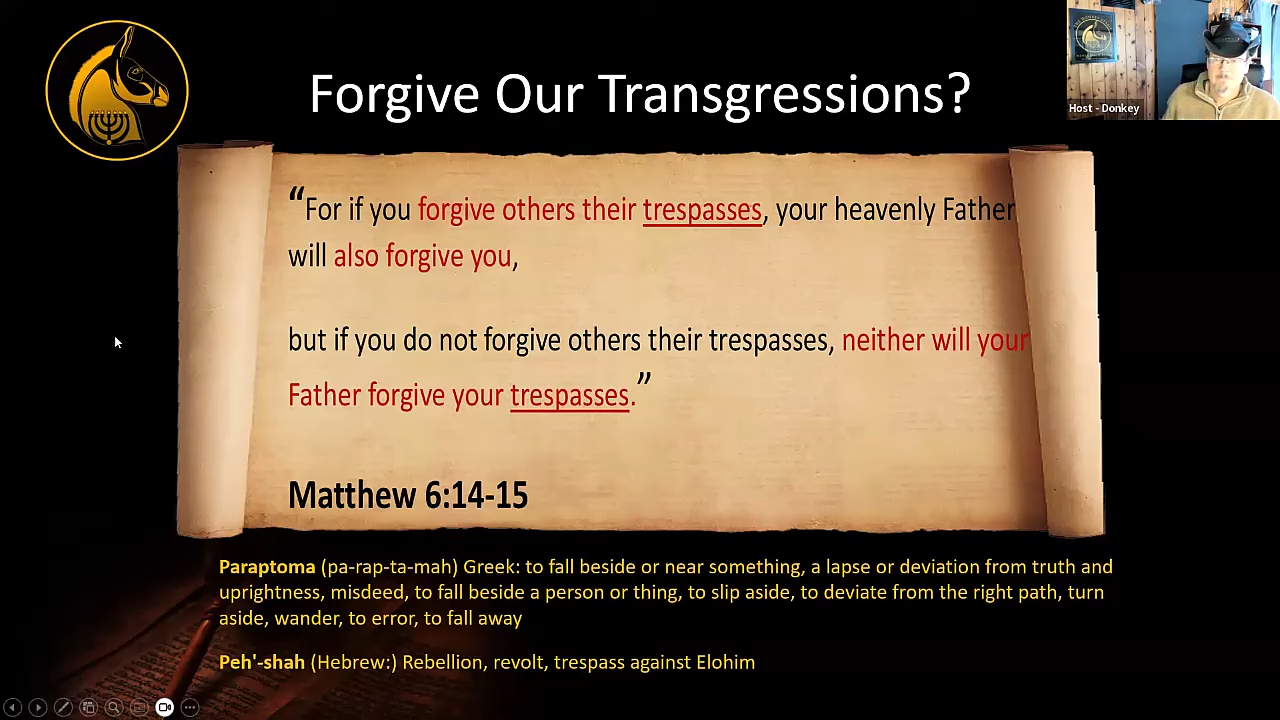 Forgive Our Transgressions?
Host - Donkey
“For if you forgive others their trespasses, your heavenly Father
will also forgive you,
but if you do not forgive others their trespasses, neither will your
Father forgive your trespasses.”
Matthew 6:14-15
Paraptoma (pa-rap-ta-mah) Greek: to fall beside or near something, a lapse or deviation from truth and
uprightness, misdeed, to fall beside a person or thing, to slip aside, to deviate from the right path, turn
aside, wander, to error, to fall away
Peh'-shah (Hebrew:) Rebellion, revolt, trespass against Elohim